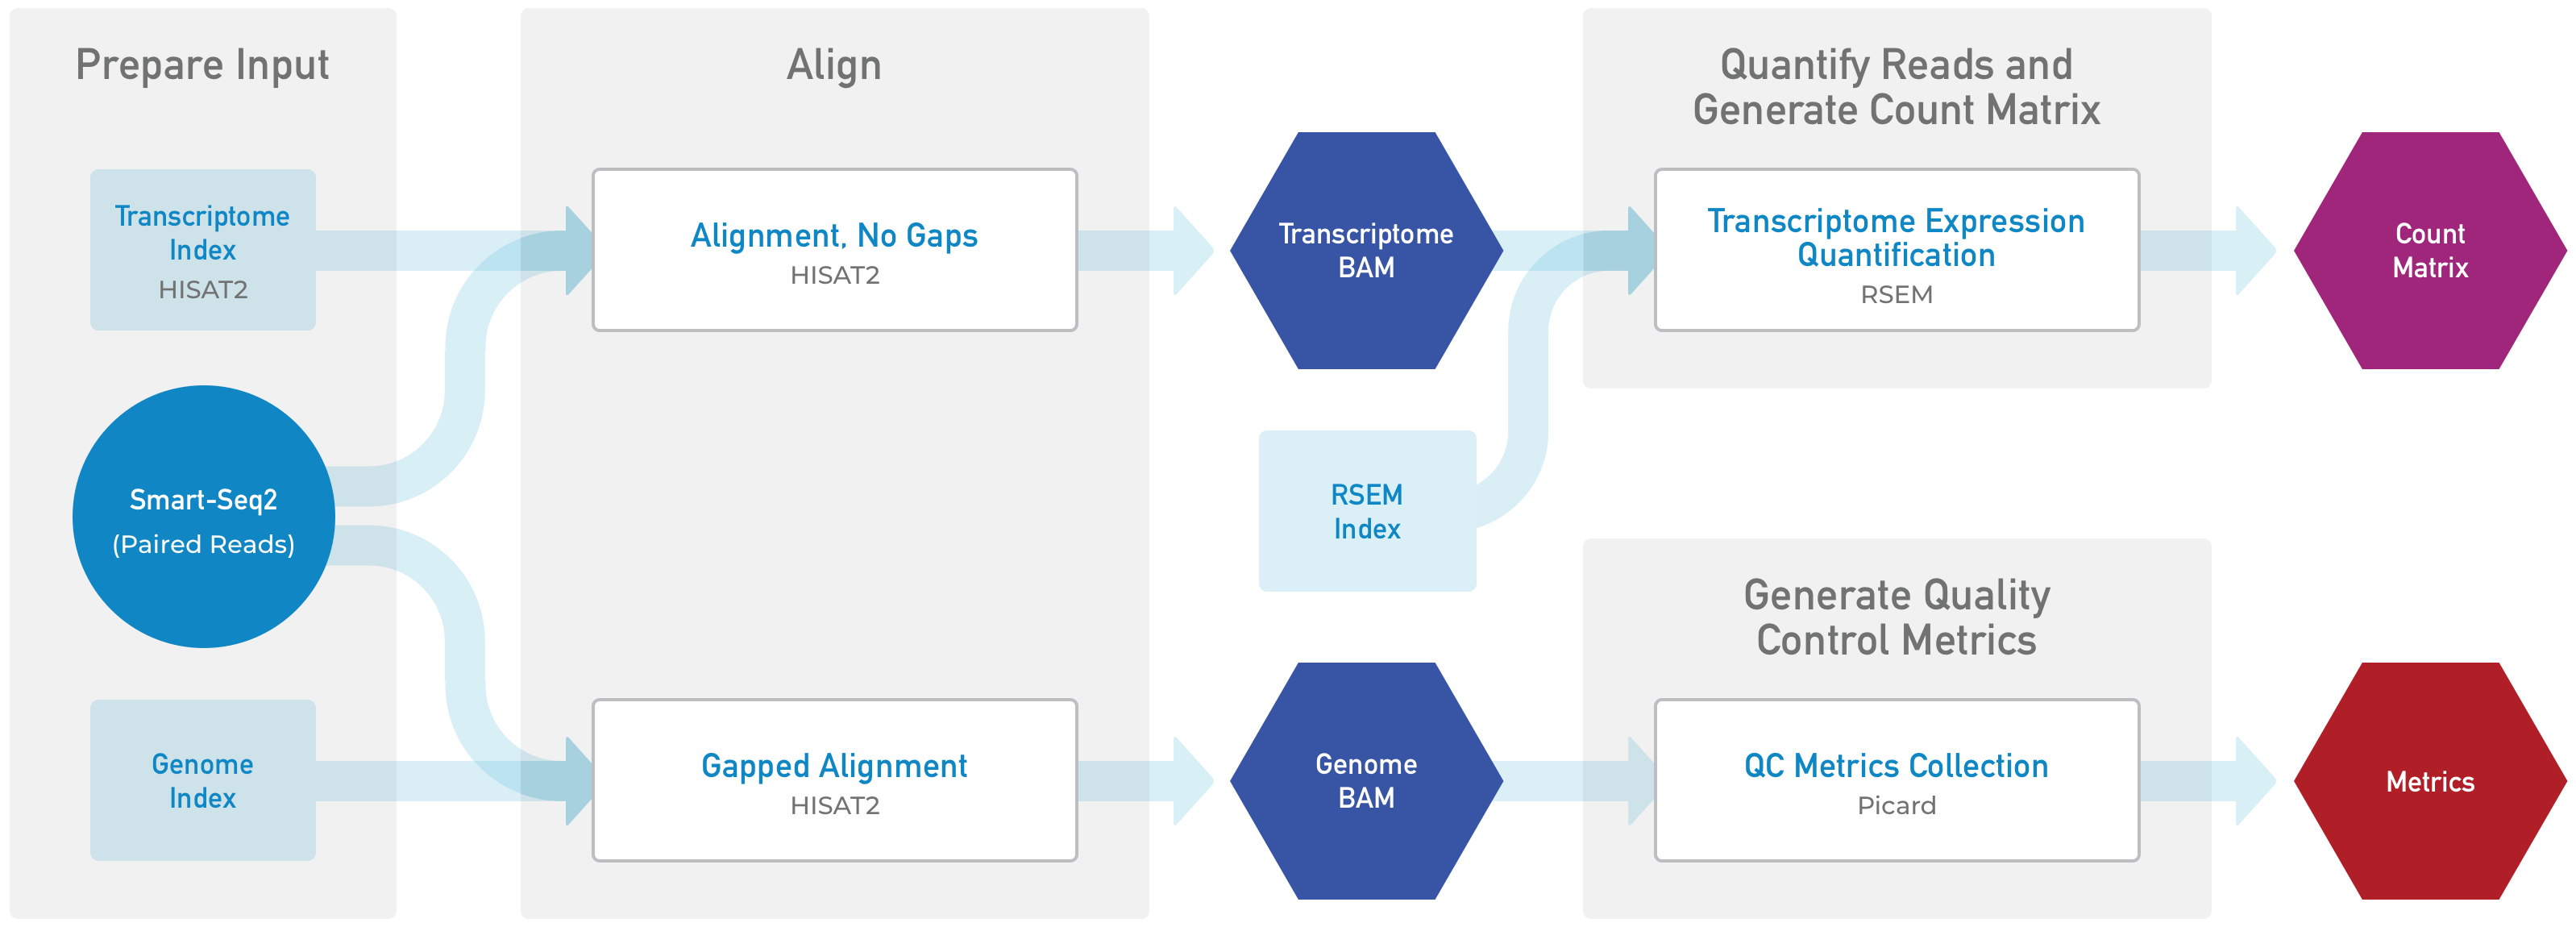 Prepare Input
Transcriptome
Index
HISAT2
Smart-Seq2
(Paired Reads)
Genome
Index
Align
Alignment, No Gaps
HISAT2
Gapped Alignment
HISAT2
Transcriptome
BAM
RSEM
Index
Genome
BAM
Quantify Reads and
Generate Count Matrix
Transcriptome Expression
Quantification
RSEM
Generate Quality
Control Metrics
QC Metrics Collection
Picard
Count
Matrix
Metrics